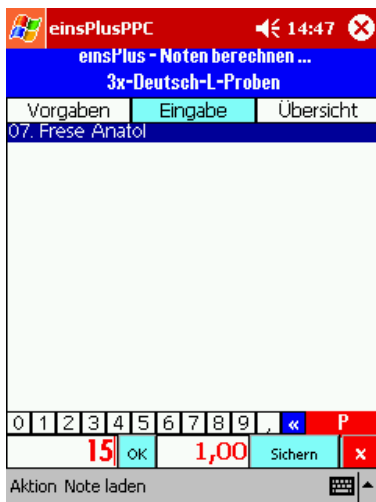 einsPlusPPC 14:47
einsPlus - Noten berechnen ...
3x-Deutsch-L-Proben
Vorgaben Eingabe Übersicht
07. Frese Anatol
0 1 2 3 4 5 6 7 8 9 , « P
15 OK 1,00 Sichern x
Aktion Note laden